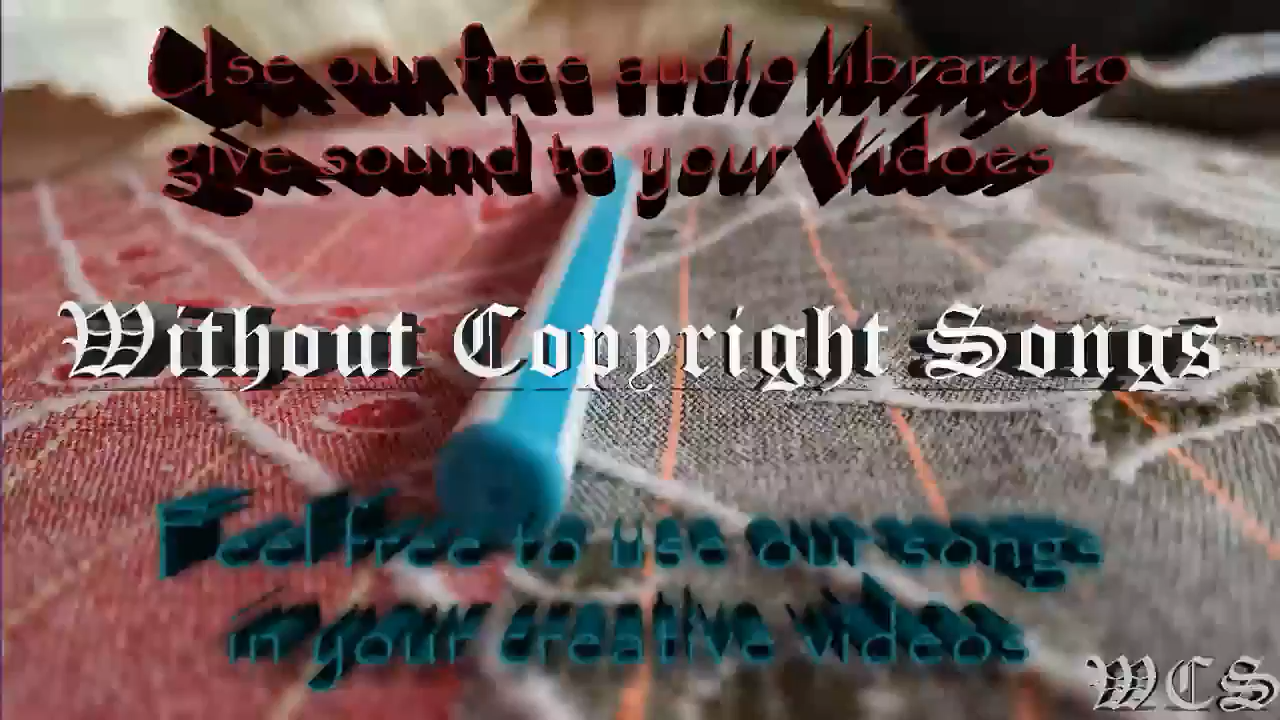 Use our free audio library to
give sound to your Vidoes
Without Copyright Songs
Feel free to use our songs
in your creative videos
WCS